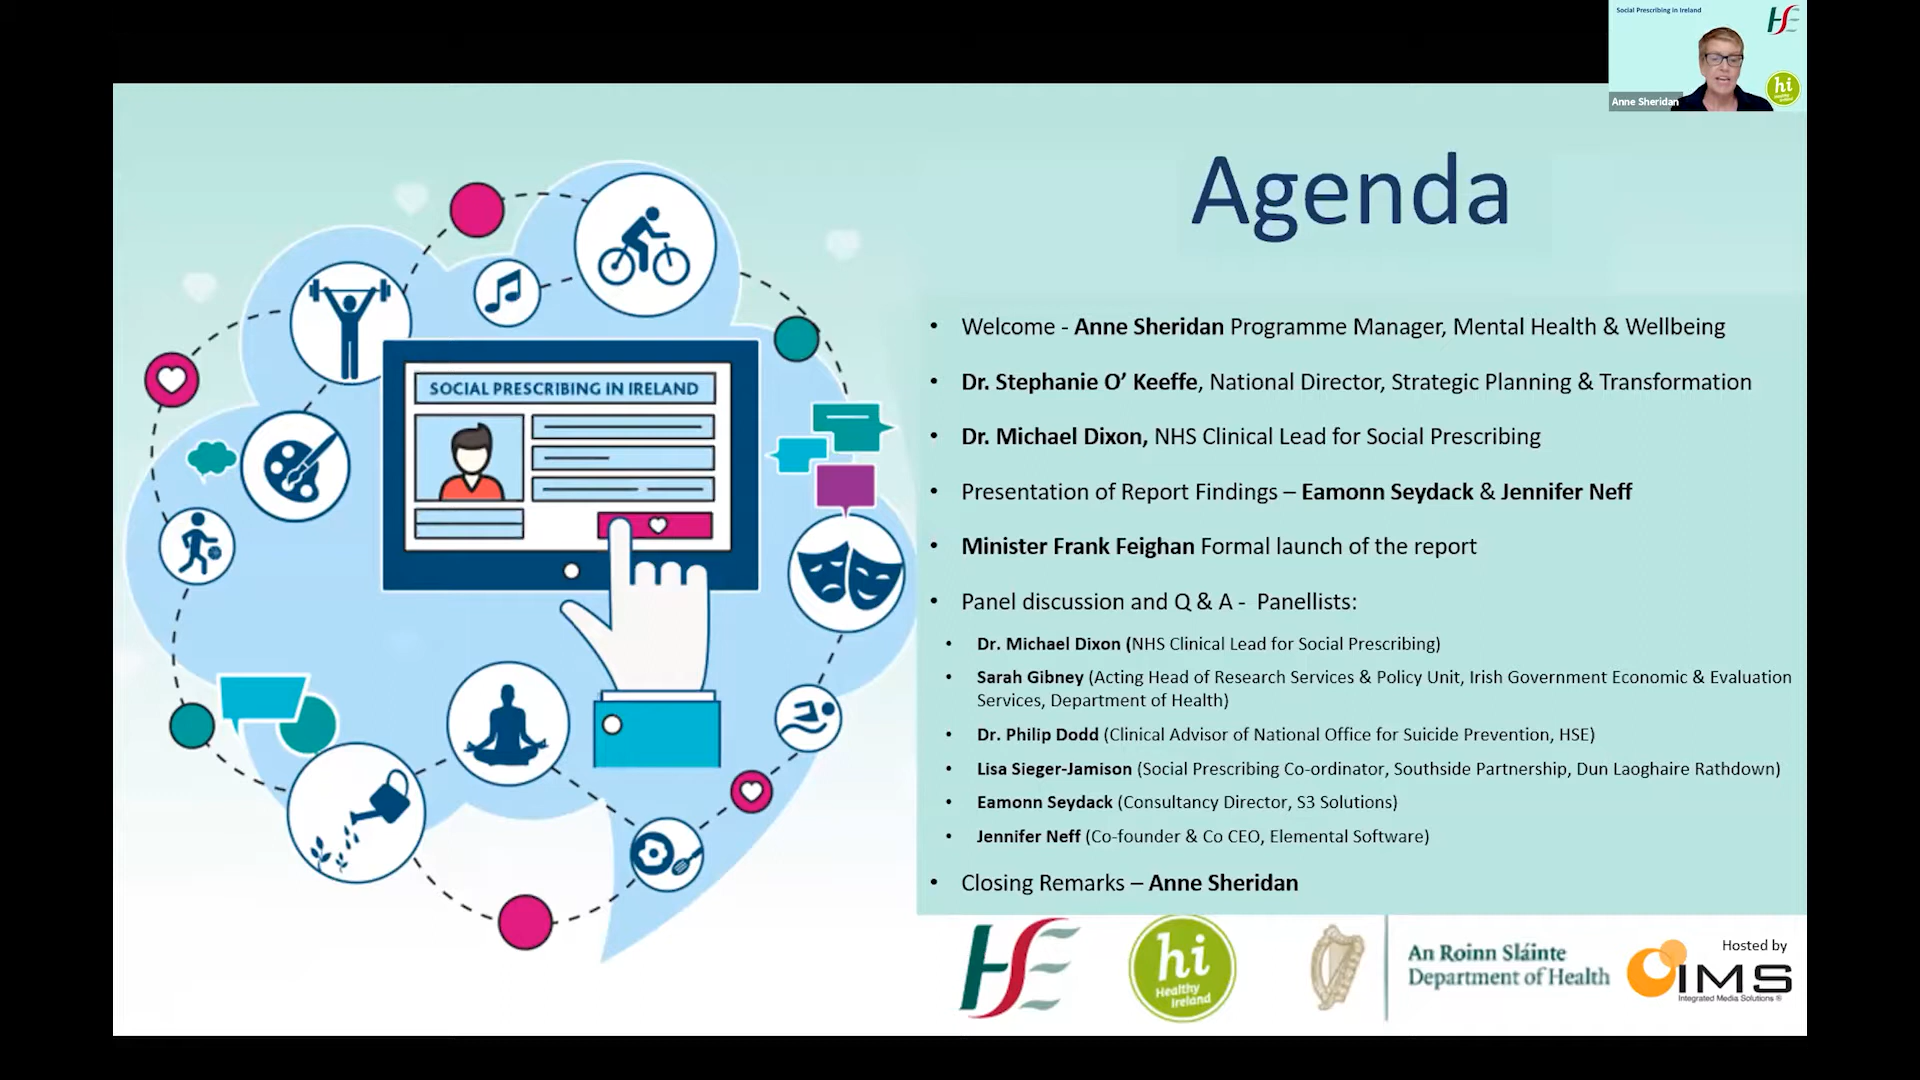 Social Prescribing in Ireland
HSE
hi
Healthy
Ireland
Anne Sheridan
Agenda
SOCIAL PRESCRIBING IN IRELAND
• Welcome - Anne Sheridan Programme Manager, Mental Health & Wellbeing
• Dr. Stephanie O’ Keeffe, National Director, Strategic Planning & Transformation
• Dr. Michael Dixon, NHS Clinical Lead for Social Prescribing
• Presentation of Report Findings – Eamonn Seydack & Jennifer Neff
• Minister Frank Feighan Formal launch of the report
• Panel discussion and Q & A - Panellists:
• Dr. Michael Dixon (NHS Clinical Lead for Social Prescribing)
• Sarah Gibney (Acting Head of Research Services & Policy Unit, Irish Government Economic & Evaluation
Services, Department of Health)
• Dr. Philip Dodd (Clinical Advisor of National Office for Suicide Prevention, HSE)
• Lisa Sieger-Jamison (Social Prescribing Co-ordinator, Southside Partnership, Dun Laoghaire Rathdown)
• Eamonn Seydack (Consultancy Director, S3 Solutions)
• Jennifer Neff (Co-founder & Co CEO, Elemental Software)
• Closing Remarks – Anne Sheridan
HSE
hi
Healthy
Ireland
An Roinn Sláinte
Department of Health
Hosted by
IMS
Integrated Media Solutions ®